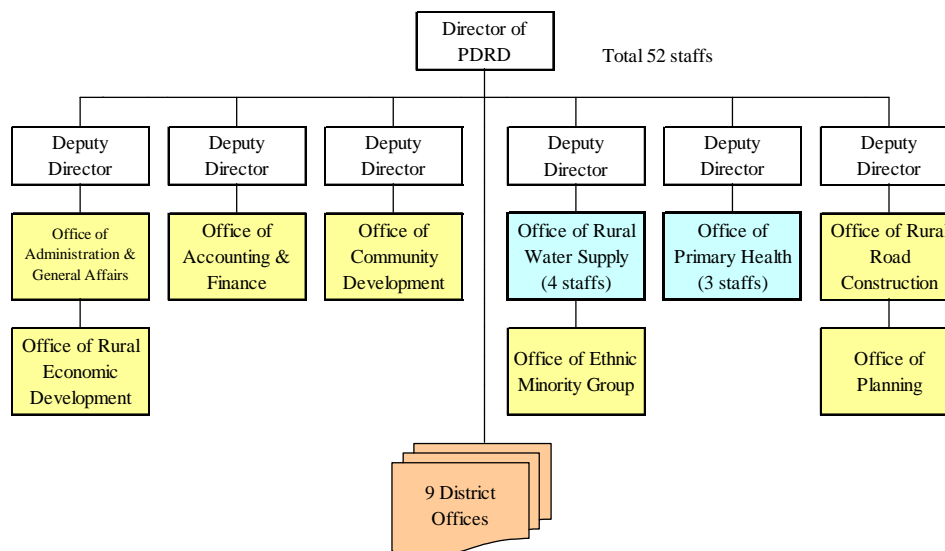 Director of
PDRD
Total 52 staffs
Deputy
Director
Deputy
Director
Deputy
Director
Deputy
Director
Deputy
Director
Deputy
Director
Office of
Administration &
General Affairs
Office of
Accounting &
Finance
Office of
Community
Development
Office of Rural
Water Supply
(4 staffs)
Office of
Primary Health
(3 staffs)
Office of Rural
Road
Construction
Office of Rural
Economic
Development
Office of Ethnic
Minority Group
Office of
Planning
9 District
Offices